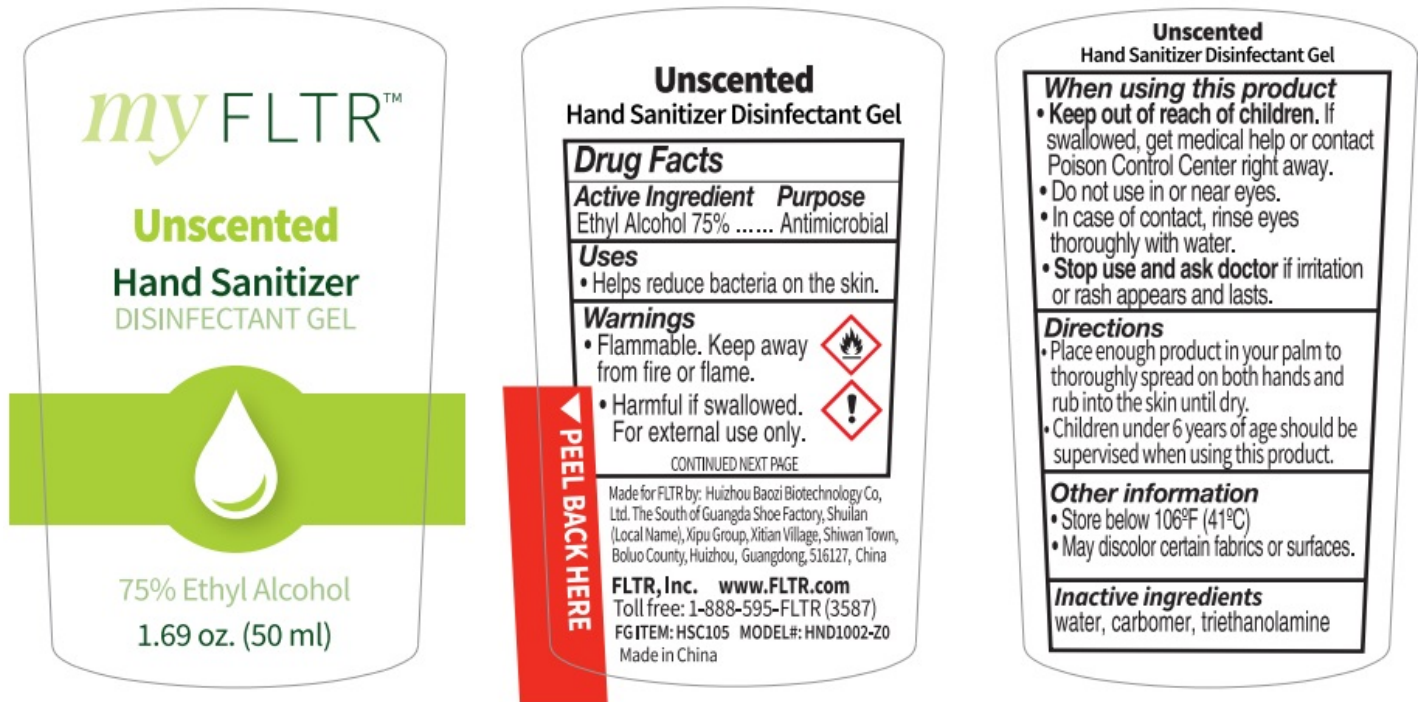 my FLTR™
Unscented
Hand Sanitizer
DISINFECTANT GEL
75% Ethyl Alcohol
1.69 oz. (50 ml)
Unscented
Hand Sanitizer Disinfectant Gel
Drug Facts
Active Ingredient Purpose
Ethyl Alcohol 75% ...... Antimicrobial
Uses
• Helps reduce bacteria on the skin.
Warnings
• Flammable. Keep away
from fire or flame.
• Harmful if swallowed.
For external use only.
CONTINUED NEXT PAGE
PEEL BACK HERE
Made for FLTR by: Huizhou Baozi Biotechnology Co,
Ltd. The South of Guangda Shoe Factory, Shuilan
(Local Name), Xipu Group, Xitian Village, Shiwan Town,
Boluo County, Huizhou, Guangdong, 516127, China
FLTR, Inc. www.FLTR.com
Toll free: 1-888-595-FLTR (3587)
FG ITEM: HSC105 MODEL#: HND1002-Z0
Made in China
Unscented
Hand Sanitizer Disinfectant Gel
When using this product
• Keep out of reach of children. If
swallowed, get medical help or contact
Poison Control Center right away.
• Do not use in or near eyes.
• In case of contact, rinse eyes
thoroughly with water.
• Stop use and ask doctor if irritation
or rash appears and lasts.
Directions
• Place enough product in your palm to
thoroughly spread on both hands and
rub into the skin until dry.
• Children under 6 years of age should be
supervised when using this product.
Other information
• Store below 106ºF (41ºC)
• May discolor certain fabrics or surfaces.
Inactive ingredients
water, carbomer, triethanolamine